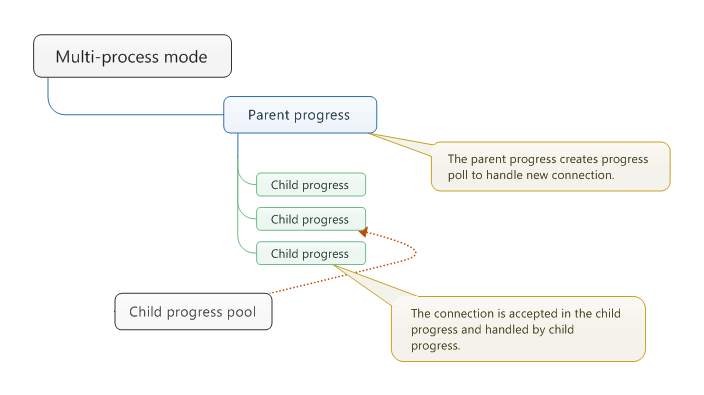 Multi-process mode
Parent progress
The parent progress creates progress
poll to handle new connection.
Child progress
Child progress
Child progress
Child progress pool
The connection is accepted in the child
progress and handled by child
progress.